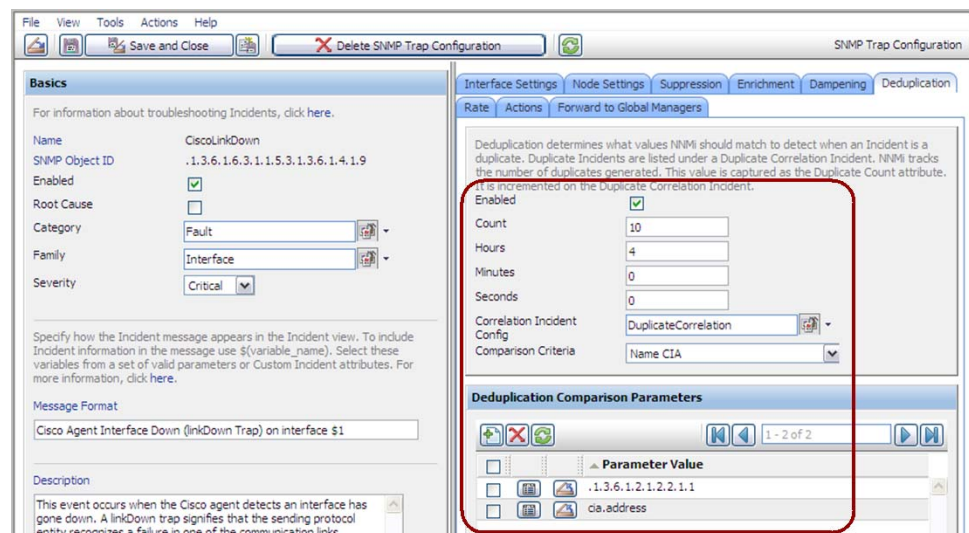 File View Tools Actions Help
Save and Close
Delete SNMP Trap Configuration
SNMP Trap Configuration
Basics
For information about troubleshooting Incidents, click here.
Name CiscoLinkDown
SNMP Object ID .1.3.6.1.6.3.1.1.5.3.1.3.6.1.4.1.9
Enabled
Root Cause
Category Fault
Family Interface
Severity Critical
Specify how the Incident message appears in the Incident view. To include
Incident information in the message use $(variable_name). Select these
variables from a set of valid parameters or Custom Incident attributes. For
more information, click here.
Message Format
Cisco Agent Interface Down (linkDown Trap) on interface $1
Description
This event occurs when the Cisco agent detects an interface has
gone down. A linkDown trap signifies that the sending protocol
entity recognizes a failure in one of the communication links
Interface Settings Node Settings Suppression Enrichment Dampening Deduplication
Rate Actions Forward to Global Managers
Deduplication determines what values NNMi should match to detect when an Incident is a
duplicate. Duplicate Incidents are listed under a Duplicate Correlation Incident. NNMi tracks
the number of duplicates generated. This value is captured as the Duplicate Count attribute.
It is incremented on the Duplicate Correlation Incident.
Enabled
Count 10
Hours 4
Minutes 0
Seconds 0
Correlation Incident
Config
DuplicateCorrelation
Comparison Criteria Name CIA
Deduplication Comparison Parameters
1 - 2 of 2
Parameter Value
.1.3.6.1.2.1.2.2.1.1
cia.address